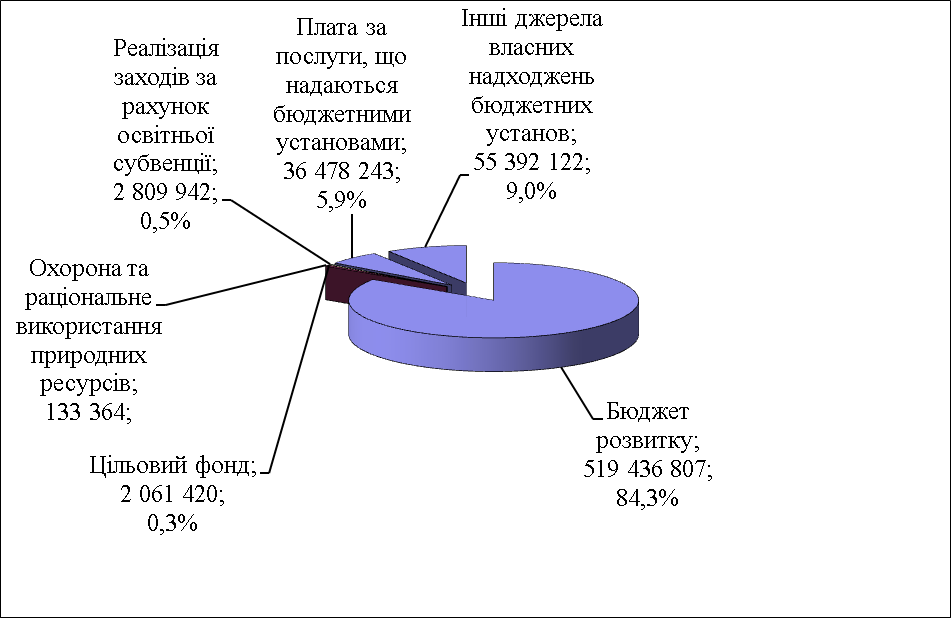 Реалізація
заходів за
рахунок
освітньої
субвенції;
2 809 942;
0,5%
Плата за
послуги, що
надаються
бюджетними
установами;
36 478 243;
5,9%
Інші джерела
власних
надходжень
бюджетних
установ;
55 392 122;
9,0%
Охорона та
раціональне
використання
природних
ресурсів;
133 364;
Цільовий фонд;
2 061 420;
0,3%
Бюджет
розвитку;
519 436 807;
84,3%